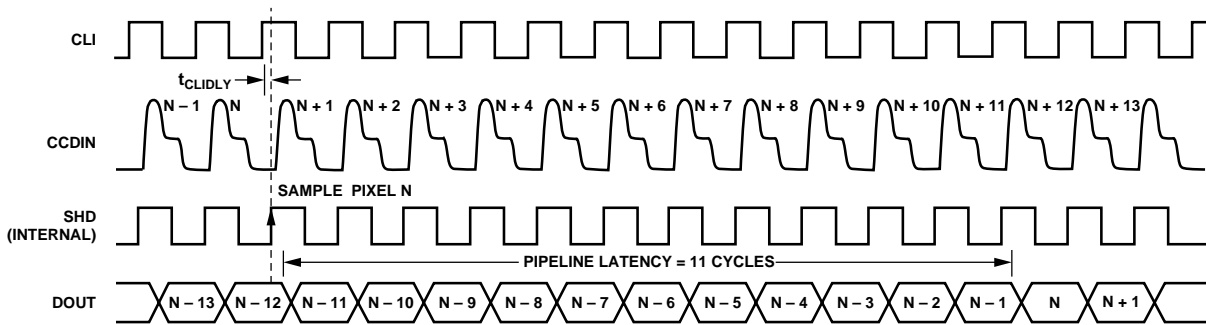 CLI
tCLIDLY
N – 1 N N + 1 N + 2 N + 3 N + 4 N + 5 N + 6 N + 7 N + 8 N + 9 N + 10 N + 11 N + 12 N + 13
CCDIN
SAMPLE PIXEL N
SHD
(INTERNAL)
PIPELINE LATENCY = 11 CYCLES
DOUT N – 13 N – 12 N – 11 N – 10 N – 9 N – 8 N – 7 N – 6 N – 5 N – 4 N – 3 N – 2 N – 1 N N + 1